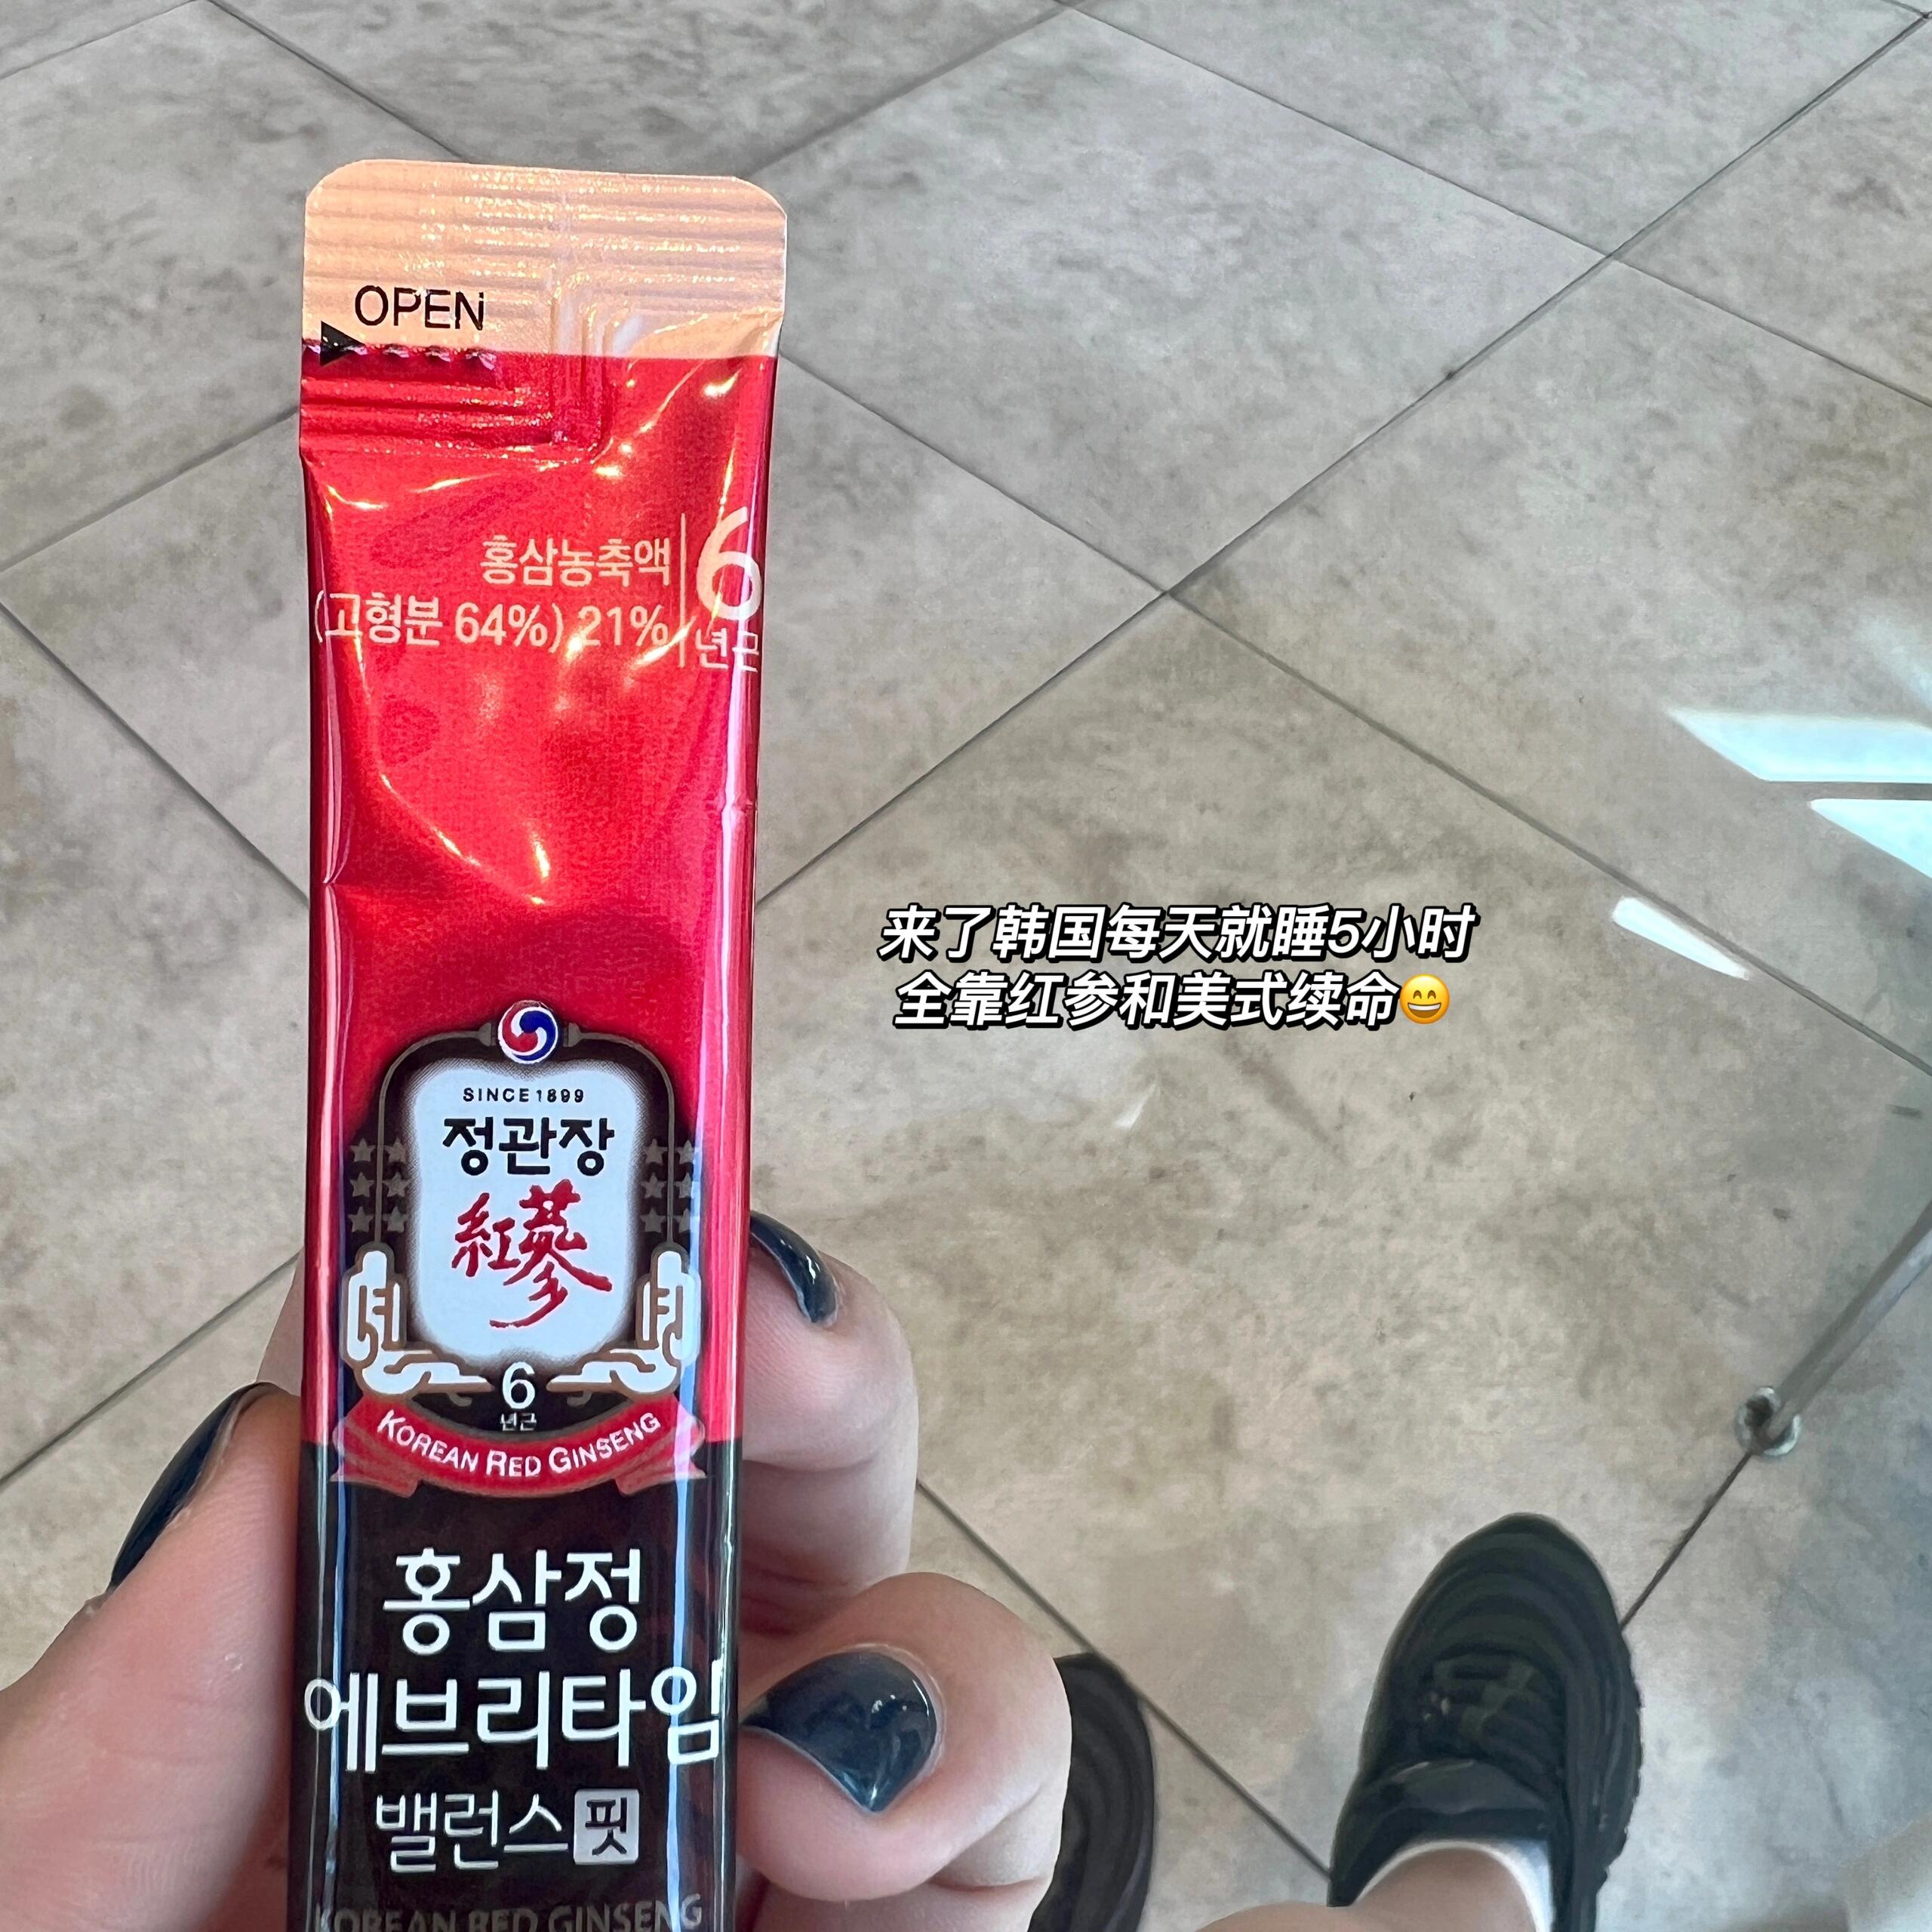 OPEN
홍삼농축액
(고형분 64%) 21%
6
년근
来了韩国每天就睡5小时
全靠红参和美式续命😄
SINCE 1899
정관장
紅蔘
6
년근
KOREAN RED GINSENG
홍삼정
에브리타임
밸런스 핏
KOREAN RED GINSENG